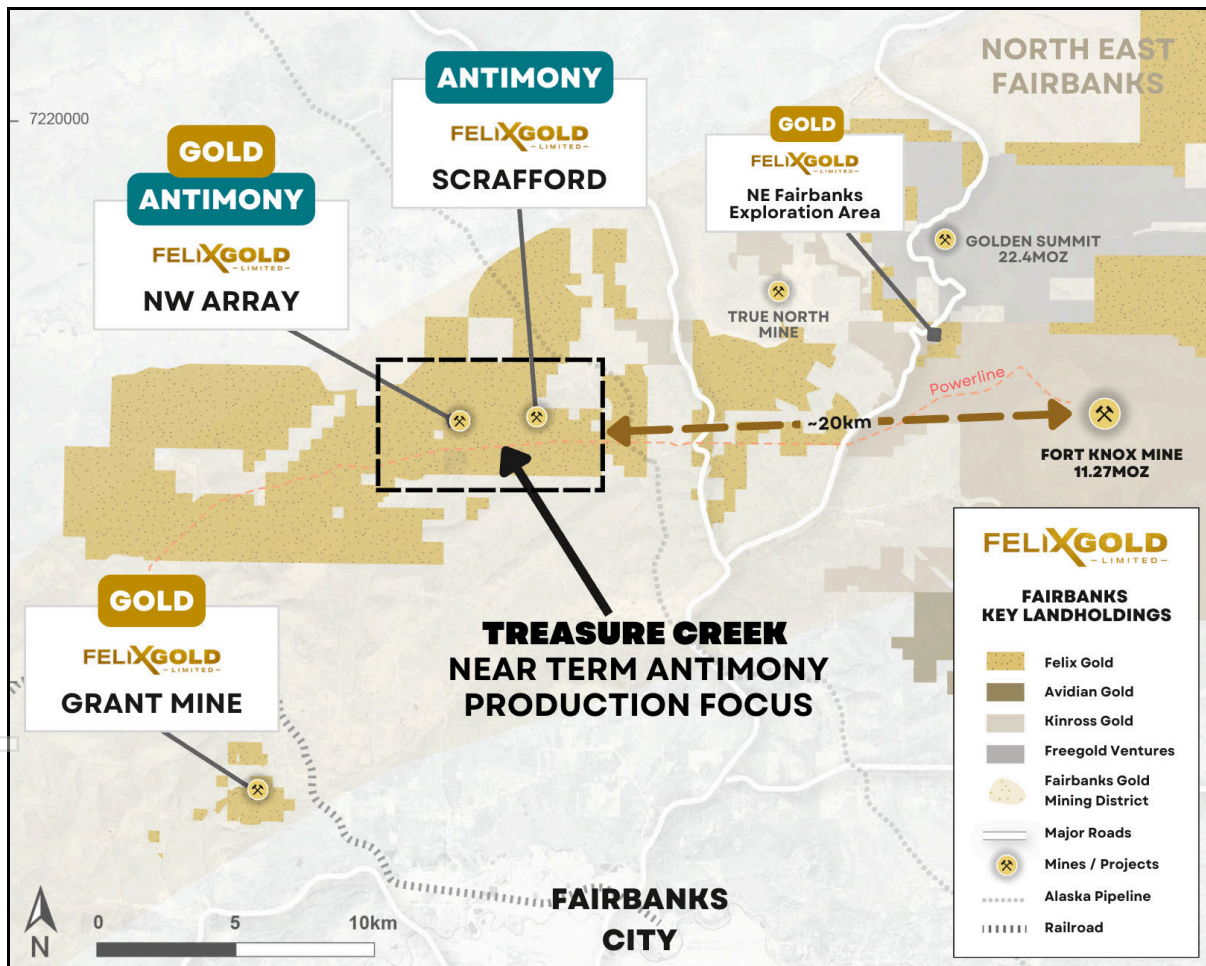 NORTH EAST
FAIRBANKS
7220000
ANTIMONY
FELIXGOLD
LIMITED
SCRAFFORD
GOLD
ANTIMONY
FELIXGOLD
LIMITED
NW ARRAY
GOLD
FELIXGOLD
LIMITED
NE Fairbanks
Exploration Area
GOLDEN SUMMIT
22.4MOZ
TRUE NORTH
MINE
Powerline
~20km
FORT KNOX MINE
11.27MOZ
GOLD
FELIXGOLD
LIMITED
GRANT MINE
TREASURE CREEK
NEAR TERM ANTIMONY
PRODUCTION FOCUS
FELIXGOLD
LIMITED
FAIRBANKS
KEY LANDHOLDINGS
Felix Gold
Avidian Gold
Kinross Gold
Freegold Ventures
Fairbanks Gold
Mining District
Major Roads
Mines / Projects
Alaska Pipeline
Railroad
FAIRBANKS
CITY
N
0 5 10km